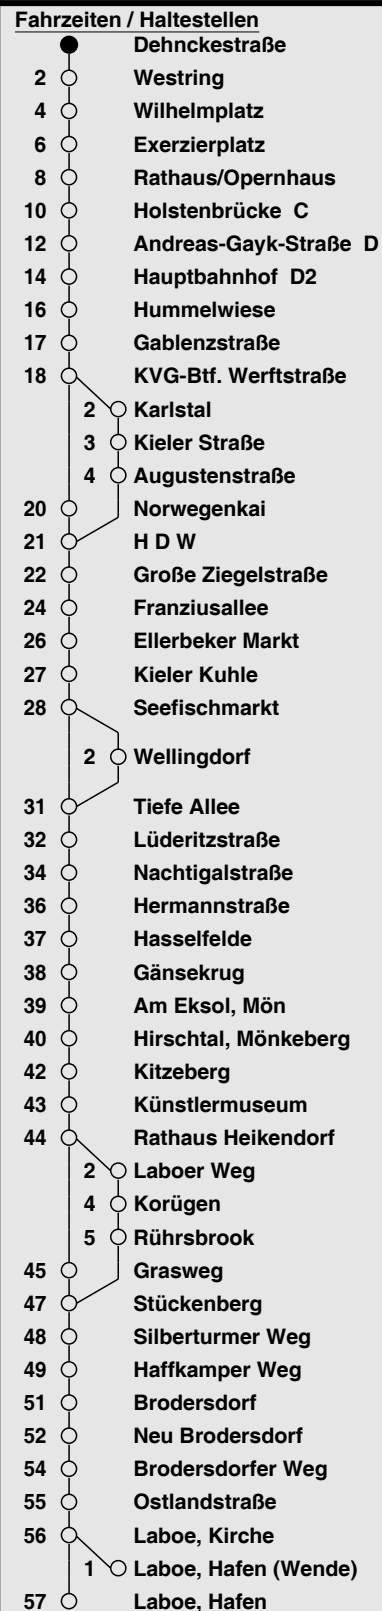 Fahrzeiten / Haltestellen
Dehnckestraße
2 Westring
4 Wilhelmplatz
6 Exerzierplatz
8 Rathaus/Opernhaus
10 Holstenbrücke C
12 Andreas-Gayk-Straße D
14 Hauptbahnhof D2
16 Hummelwiese
17 Gablenzstraße
18 KVG-Btf. Werftstraße
2 Karlstal
3 Kieler Straße
4 Augustenstraße
20 Norwegenkai
21 H D W
22 Große Ziegelstraße
24 Franziusallee
26 Ellerbeker Markt
27 Kieler Kuhle
28 Seefischmarkt
2 Wellingdorf
31 Tiefe Allee
32 Lüderitzstraße
34 Nachtigalstraße
36 Hermannstraße
37 Hasselfelde
38 Gänsekrug
39 Am Eksol, Mön
40 Hirschtal, Mönkeberg
42 Kitzeberg
43 Künstlermuseum
44 Rathaus Heikendorf
2 Laboer Weg
4 Korügen
5 Rührsbrook
45 Grasweg
47 Stückenberg
48 Silberturmer Weg
49 Haffkamper Weg
51 Brodersdorf
52 Neu Brodersdorf
54 Brodersdorfer Weg
55 Ostlandstraße
56 Laboe, Kirche
1 Laboe, Hafen (Wende)
57 Laboe, Hafen